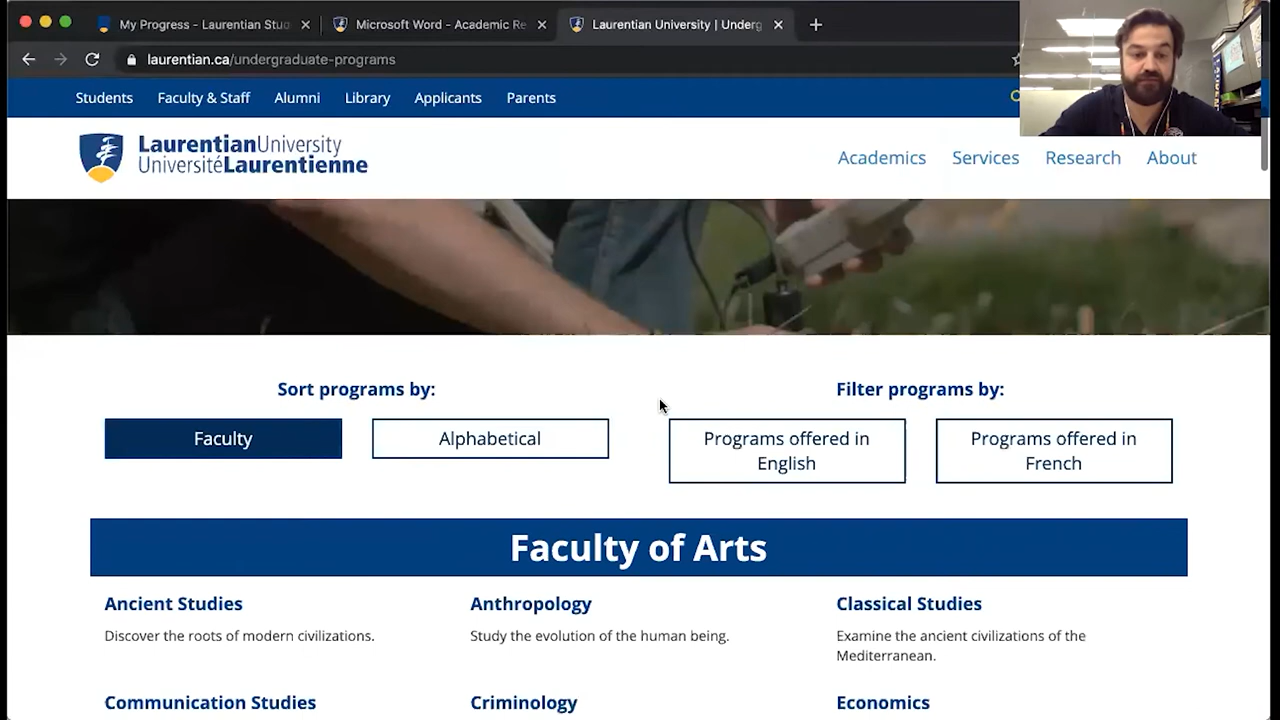 My Progress - Laurentian Stud
Microsoft Word - Academic Re
Laurentian University | Underg
laurentian.ca/undergraduate-programs
Students Faculty & Staff Alumni Library Applicants Parents
LaurentianUniversity
UniversitéLaurentienne
Academics Services Research About
Sort programs by: Filter programs by:
Faculty Alphabetical Programs offered in English Programs offered in French
Faculty of Arts
Ancient Studies Anthropology Classical Studies
Discover the roots of modern civilizations. Study the evolution of the human being. Examine the ancient civilizations of the
Mediterranean.
Communication Studies Criminology Economics